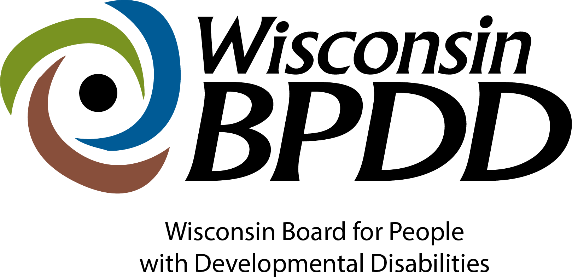 Wisconsin
BPDD
Wisconsin Board for People
with Developmental Disabilities